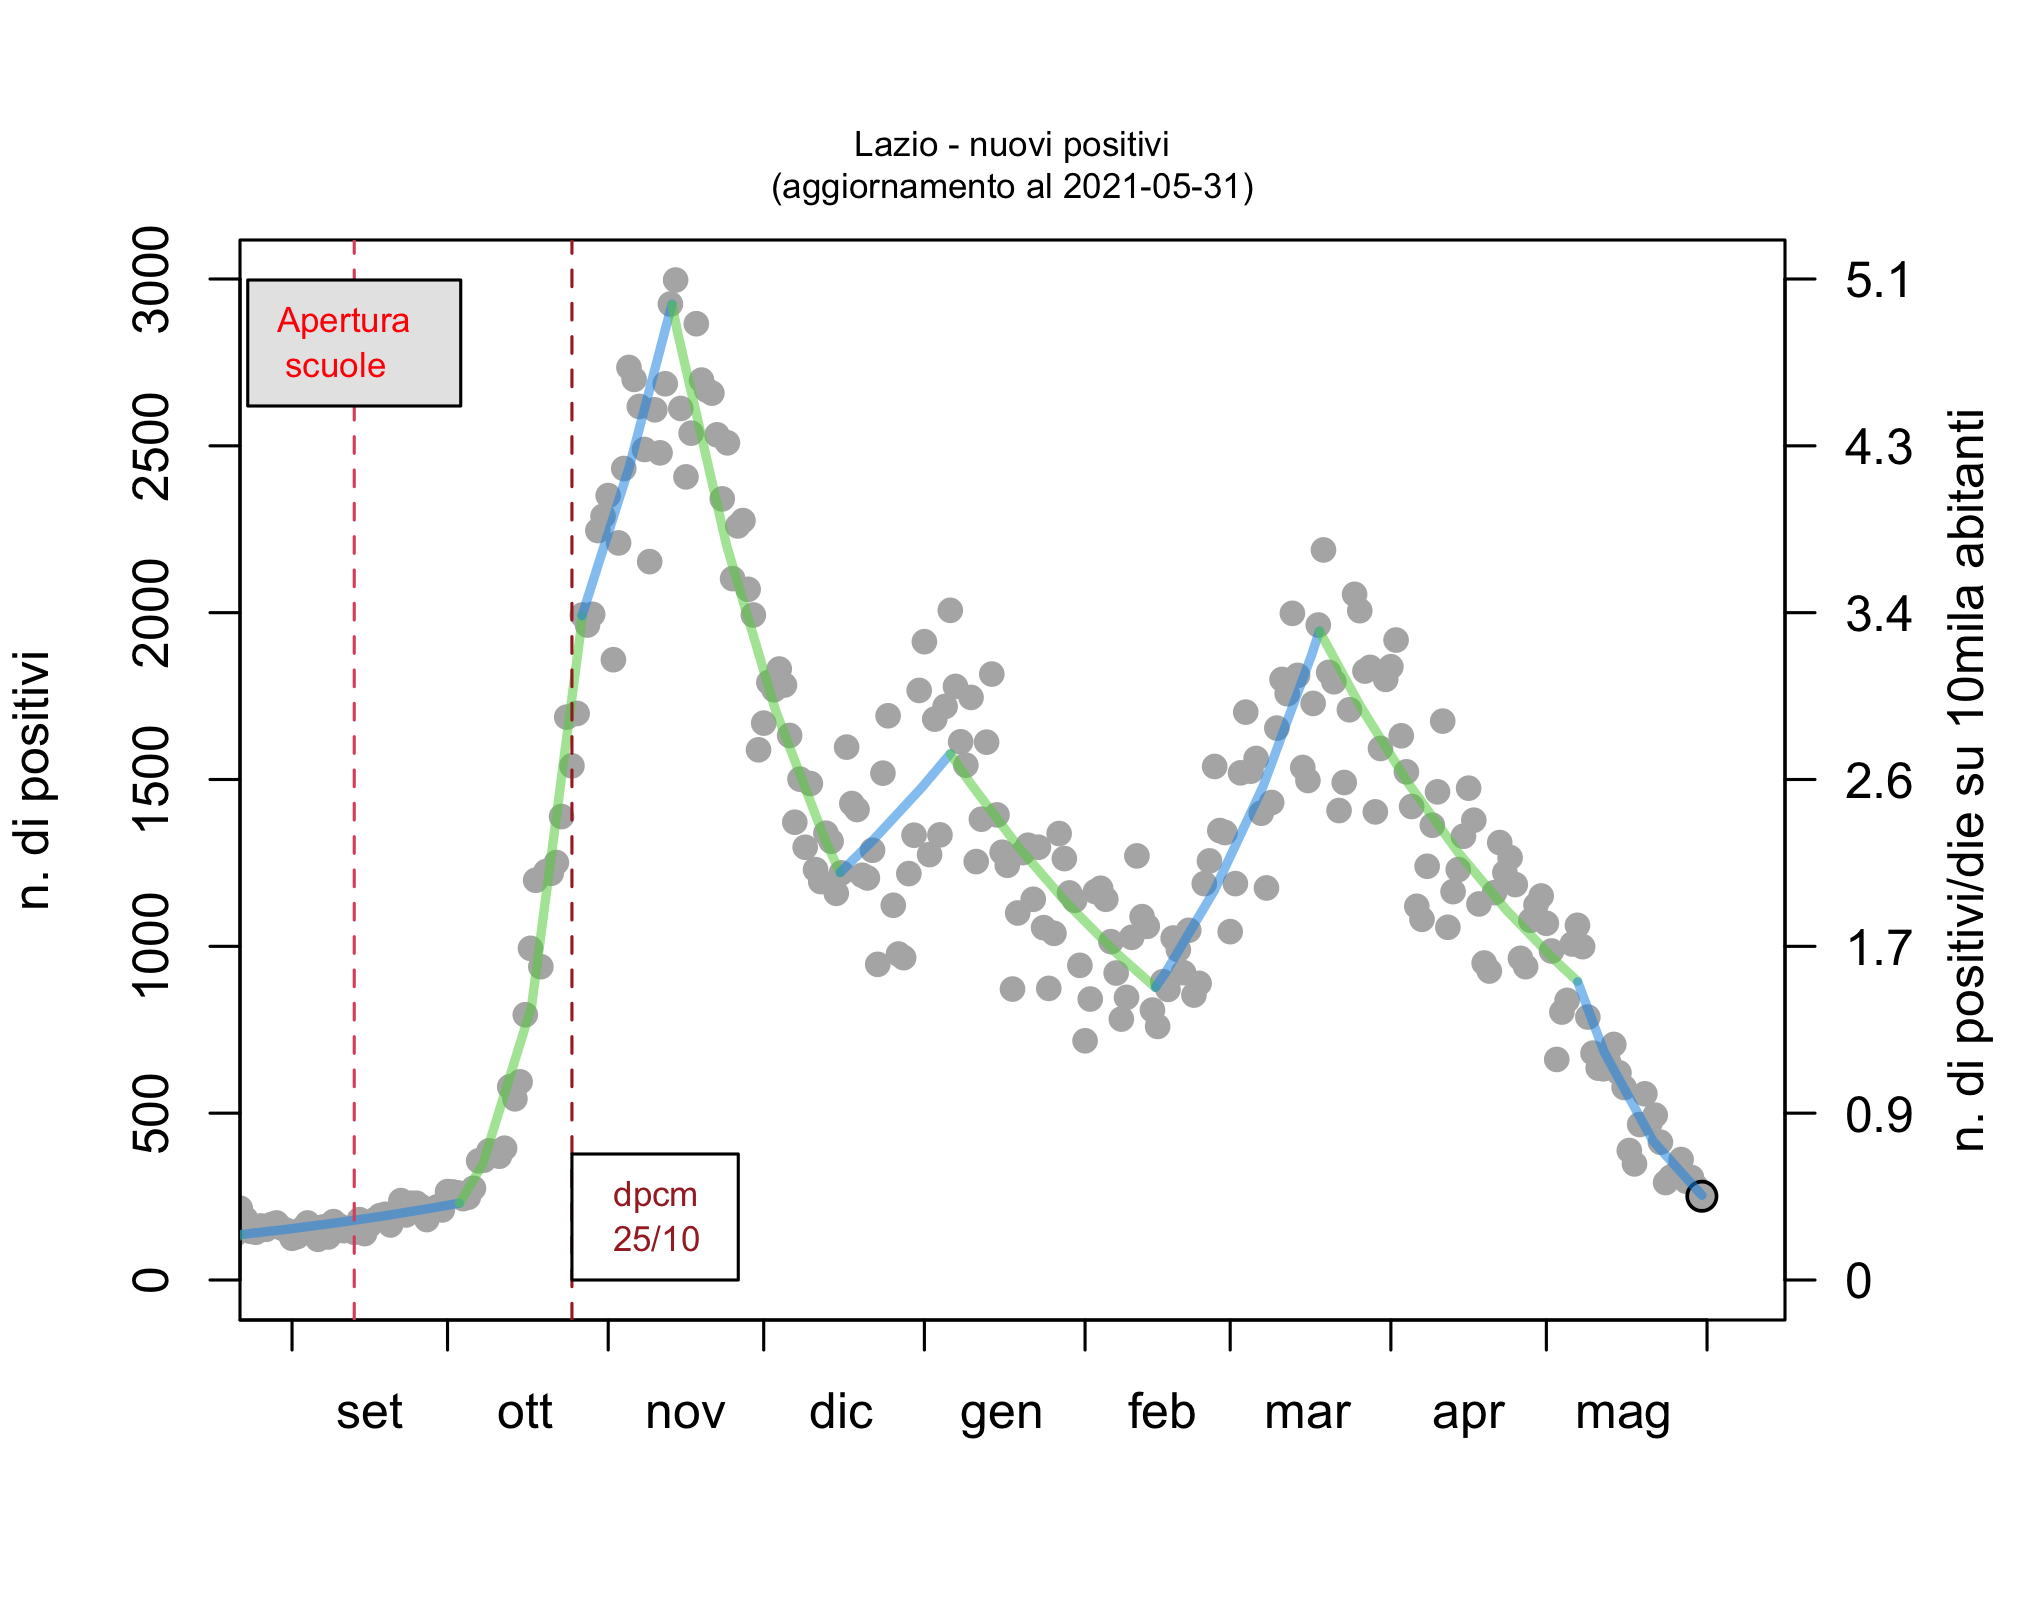 Lazio - nuovi positivi
(aggiornamento al 2021-05-31)
n. di positivi
3000
2500
2000
1500
1000
500
0
Apertura
scuole
dpcm
25/10
5.1
4.3
3.4
2.6
1.7
0.9
0
n. di positivi/die su 10mila abitanti
set ott nov dic gen feb mar apr mag